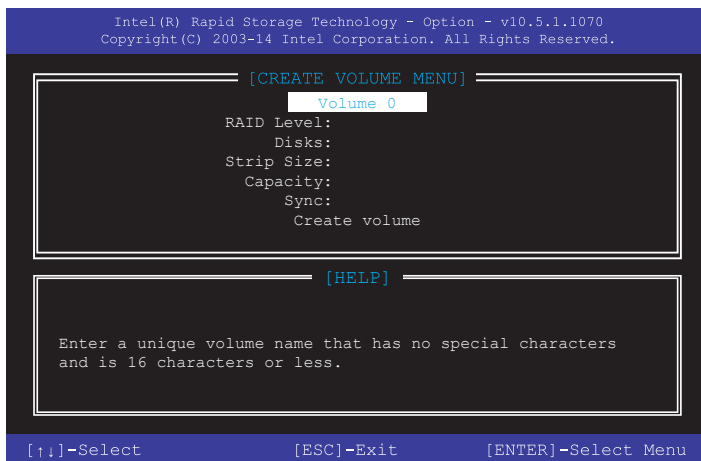 Intel(R) Rapid Storage Technology - Option - v10.5.1.1070
Copyright(C) 2003-14 Intel Corporation. All Rights Reserved.
[CREATE VOLUME MENU]
Volume 0
RAID Level:
Disks:
Strip Size:
Capacity:
Sync:
Create volume
[HELP]
Enter a unique volume name that has no special characters
and is 16 characters or less.
[↑↓]-Select [ESC]-Exit [ENTER]-Select Menu